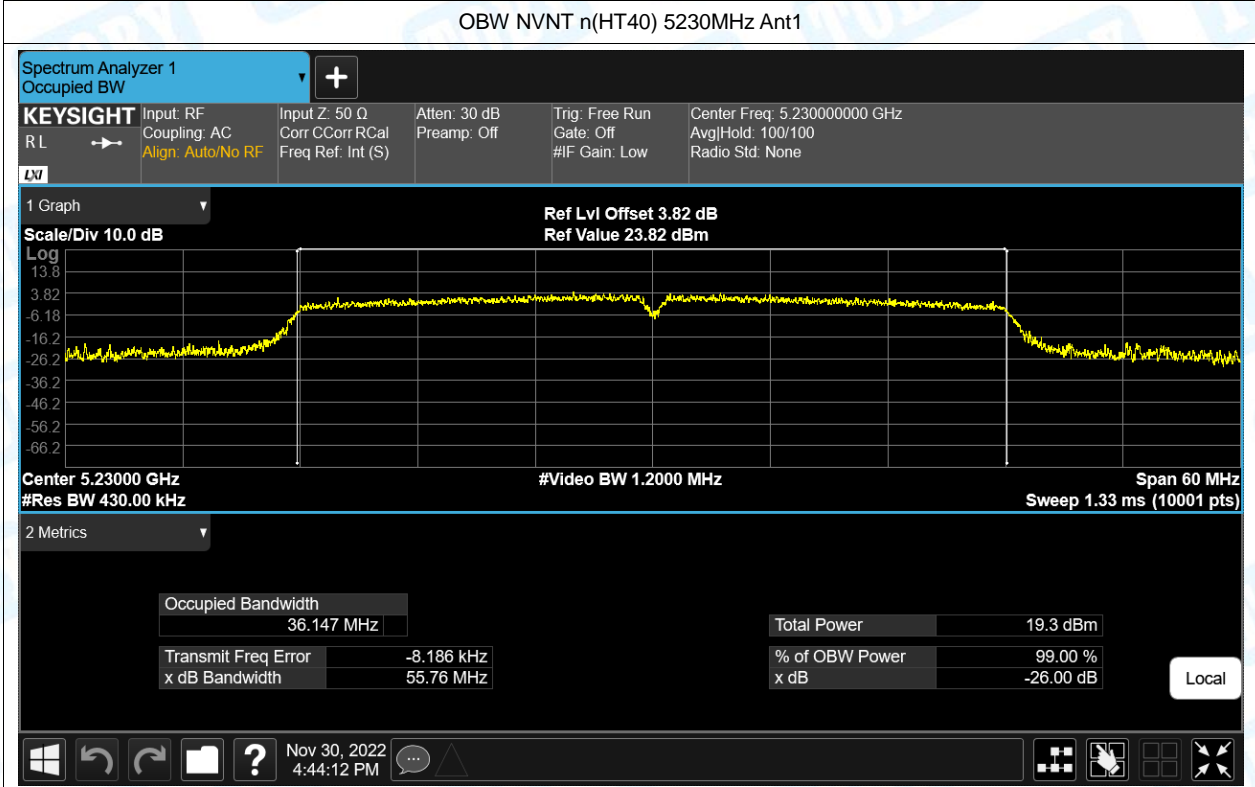 OBW NVNT n(HT40) 5230MHz Ant1
Spectrum Analyzer 1
Occupied BW
KEYSIGHT
R L
LXI
Input: RF
Coupling: AC
Align: Auto/No RF
Input Z: 50 Ω
Corr CCorr RCal
Freq Ref: Int (S)
Atten: 30 dB
Preamp: Off
Trig: Free Run
Gate: Off
#IF Gain: Low
Center Freq: 5.230000000 GHz
Avg|Hold: 100/100
Radio Std: None
1 Graph
Scale/Div 10.0 dB
Ref Lvl Offset 3.82 dB
Ref Value 23.82 dBm
Log
13.8
3.82
-6.18
-16.2
-26.2
-36.2
-46.2
-56.2
-66.2
Center 5.23000 GHz
#Video BW 1.2000 MHz
Span 60 MHz
#Res BW 430.00 kHz
Sweep 1.33 ms (10001 pts)
2 Metrics
Occupied Bandwidth
36.147 MHz
Total Power 19.3 dBm
Transmit Freq Error -8.186 kHz
% of OBW Power 99.00 %
x dB Bandwidth 55.76 MHz
x dB -26.00 dB
Local
?
Nov 30, 2022
4:44:12 PM